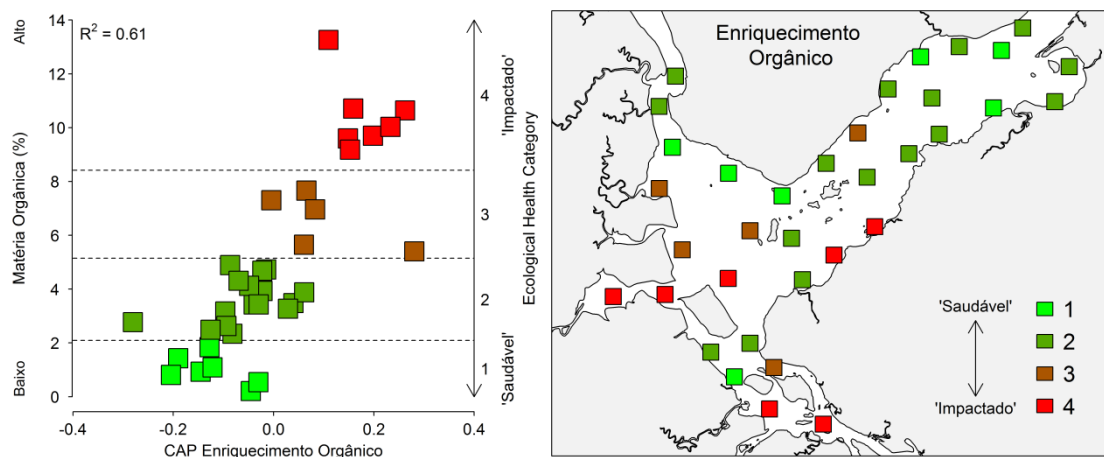 R² = 0.61
Alto
Baixo
Matéria Orgânica (%)
14
12
10
8
6
4
2
0
-0.4
-0.2
0.0
0.2
0.4
CAP Enriquecimento Orgânico
4
3
2
1
'Impactado'
'Saudável'
Ecological Health Category
Enriquecimento
Orgânico
'Saudável'
'Impactado'
1
2
3
4